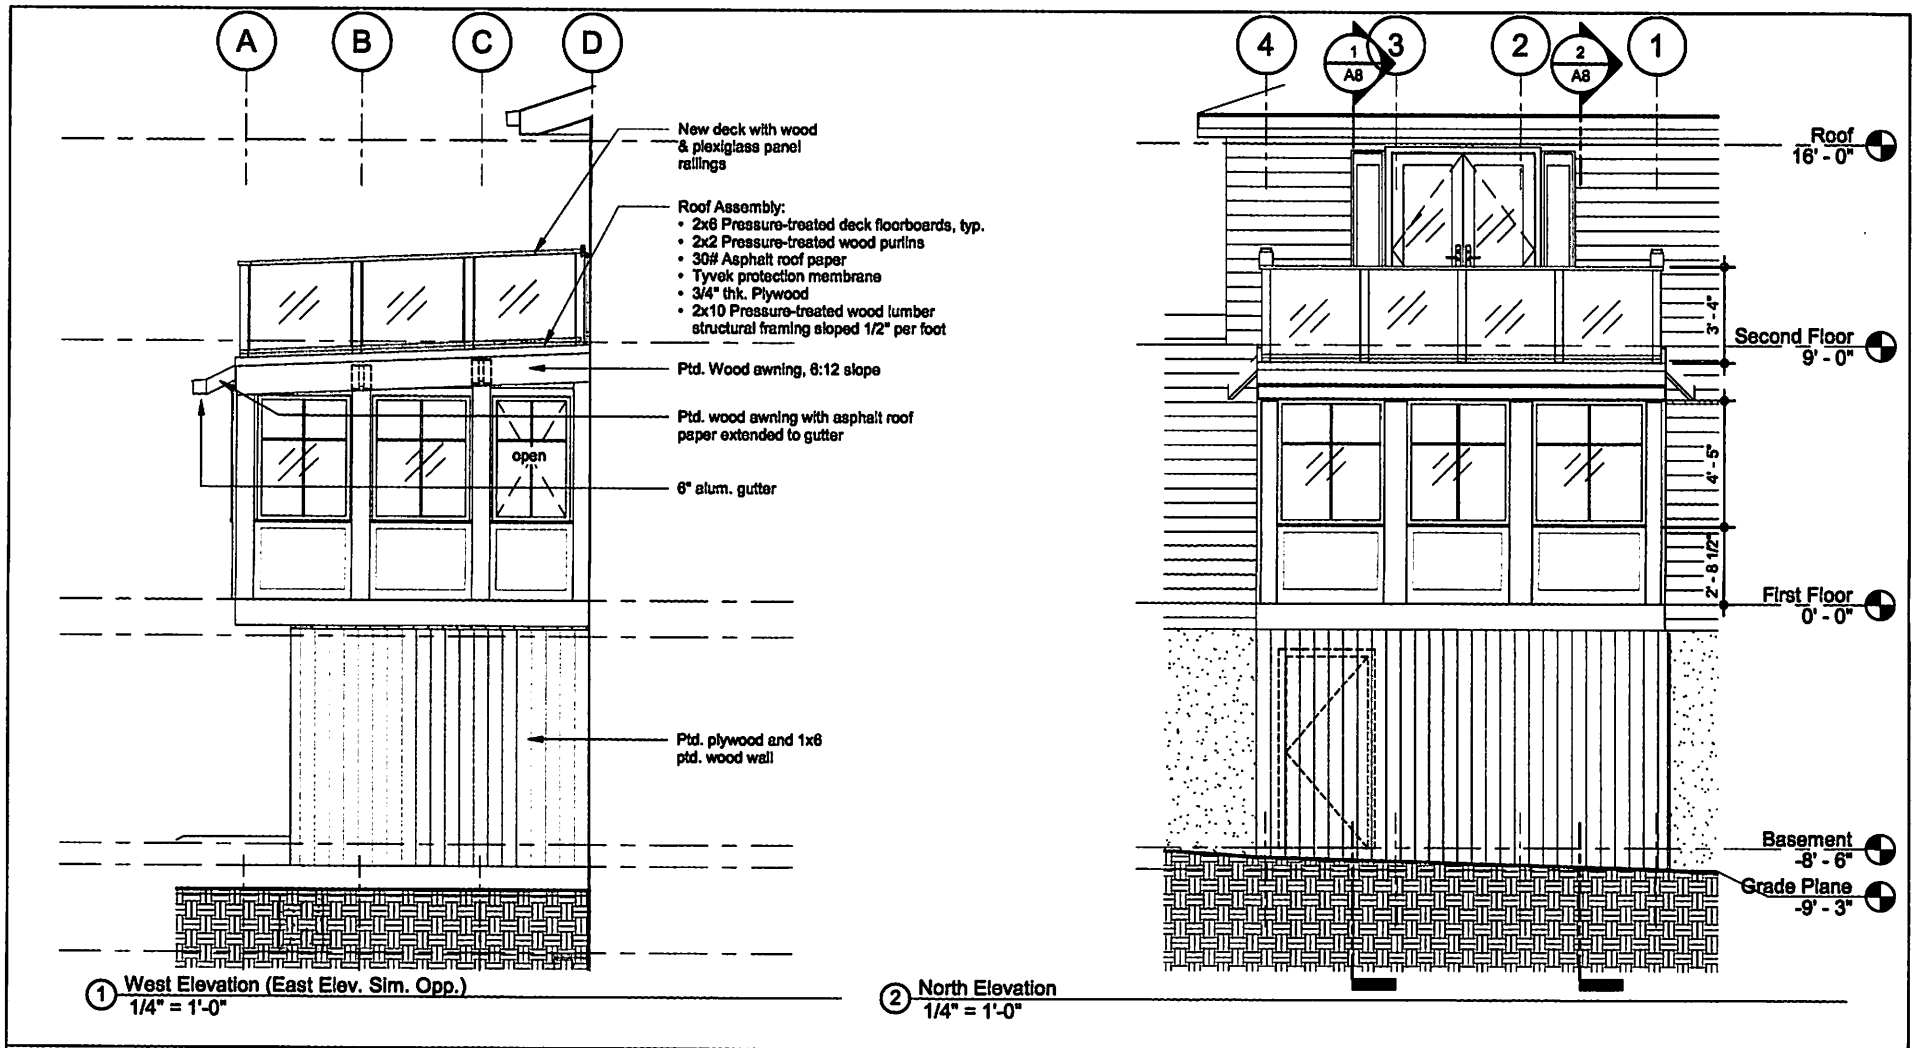 A
B
C
D
New deck with wood
& plexiglass panel
railings
Roof Assembly:
• 2x6 Pressure-treated deck floorboards, typ.
• 2x2 Pressure-treated wood purlins
• 30# Asphalt roof paper
• Tyvek protection membrane
• 3/4" thk. Plywood
• 2x10 Pressure-treated wood lumber
structural framing sloped 1/2" per foot
Ptd. Wood awning, 6:12 slope
Ptd. wood awning with asphalt roof
paper extended to gutter
open
6" alum. gutter
Ptd. plywood and 1x6
ptd. wood wall
1
West Elevation (East Elev. Sim. Opp.)
1/4" = 1'-0"
4
1
A8
3
2
2
A8
1
Roof
16' - 0"
3' - 4"
Second Floor
9' - 0"
4' - 5"
2' - 8 1/2"
First Floor
0' - 0"
Basement
-8' - 6"
Grade Plane
-9' - 3"
2
North Elevation
1/4" = 1'-0"